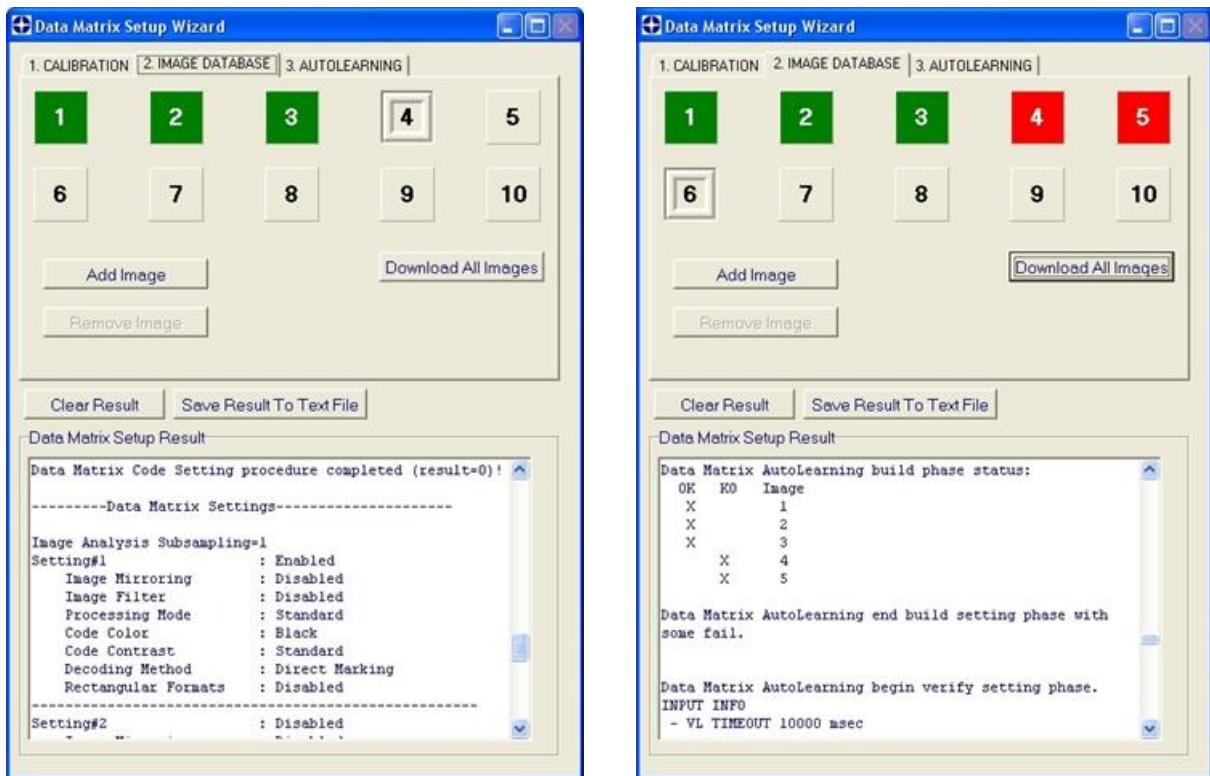 Data Matrix Setup Wizard
1. CALIBRATION 2. IMAGE DATABASE 3. AUTOLEARNING
1 2 3 4 5
6 7 8 9 10
Add Image Download All Images
Remove Image
Clear Result Save Result To Text File
Data Matrix Setup Result
Data Matrix Code Setting procedure completed (result=0)!
---------Data Matrix Settings---------------------
Image Analysis Subsampling=1
Setting#1 : Enabled
Image Mirroring : Disabled
Image Filter : Disabled
Processing Mode : Standard
Code Color : Black
Code Contrast : Standard
Decoding Method : Direct Marking
Rectangular Formats : Disabled
-----------------------------------------------------
Setting#2 : Disabled
Data Matrix Setup Wizard
1. CALIBRATION 2. IMAGE DATABASE 3. AUTOLEARNING
1 2 3 4 5
6 7 8 9 10
Add Image Download All Images
Remove Image
Clear Result Save Result To Text File
Data Matrix Setup Result
Data Matrix AutoLearning build phase status:
OK KO Image
X 1
X 2
X 3
X 4
X 5
Data Matrix AutoLearning end build setting phase with
some fail.
Data Matrix AutoLearning begin verify setting phase.
INPUT INFO
- VL TIMEOUT 10000 msec